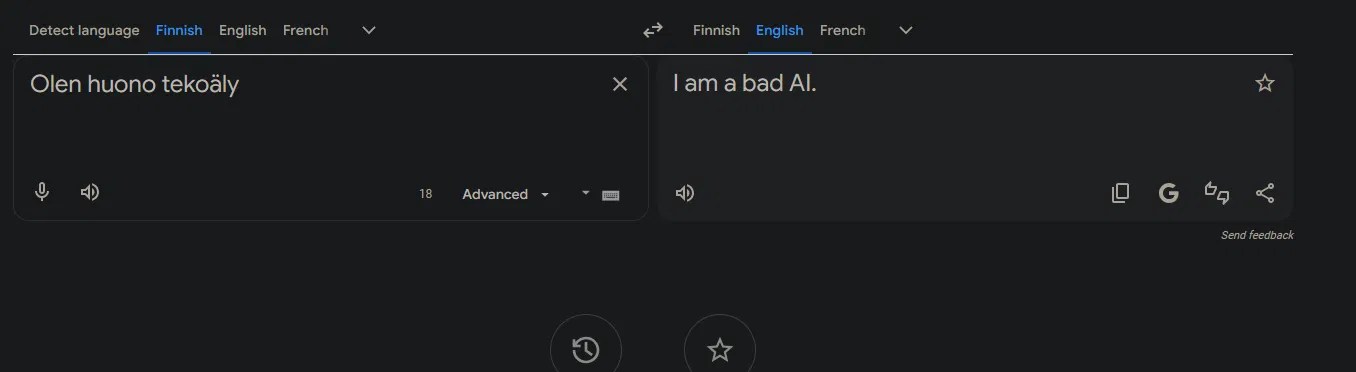 Detect language Finnish English French Finnish English French
Olen huono tekoäly
I am a bad AI.
18 Advanced
Send feedback